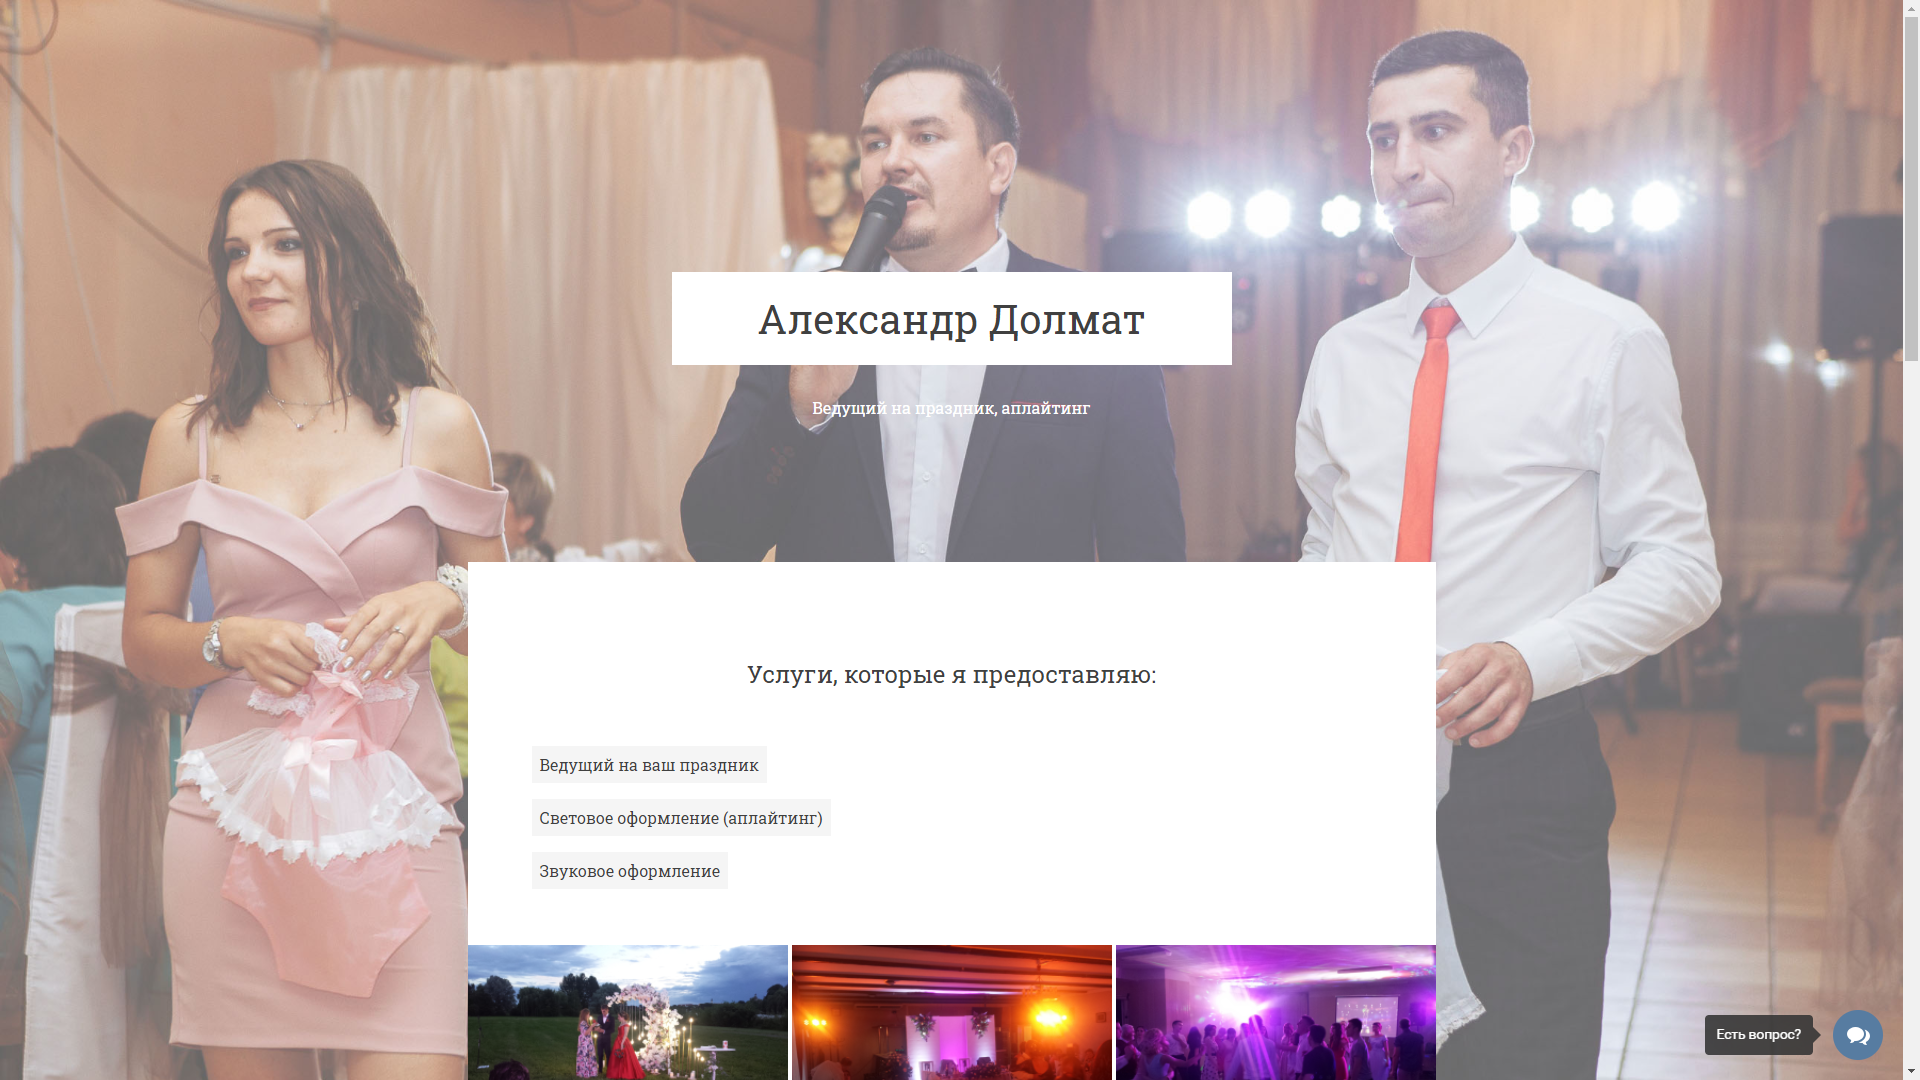 Александр Долмат
Ведущий на праздник, аплайтинг
Услуги, которые я предоставляю:
Ведущий на ваш праздник
Световое оформление (аплайтинг)
Звуковое оформление
Есть вопрос?